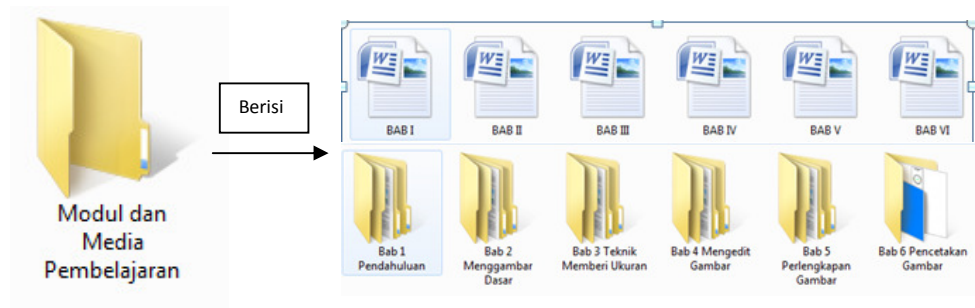 Modul dan
Media
Pembelajaran
Berisi
BAB I
BAB II
BAB III
BAB IV
BAB V
BAB VI
Bab 1
Pendahuluan
Bab 2
Menggambar
Dasar
Bab 3 Teknik
Memberi Ukuran
Bab 4 Mengedit
Gambar
Bab 5
Perlengkapan
Gambar
Bab 6 Pencetakan
Gambar